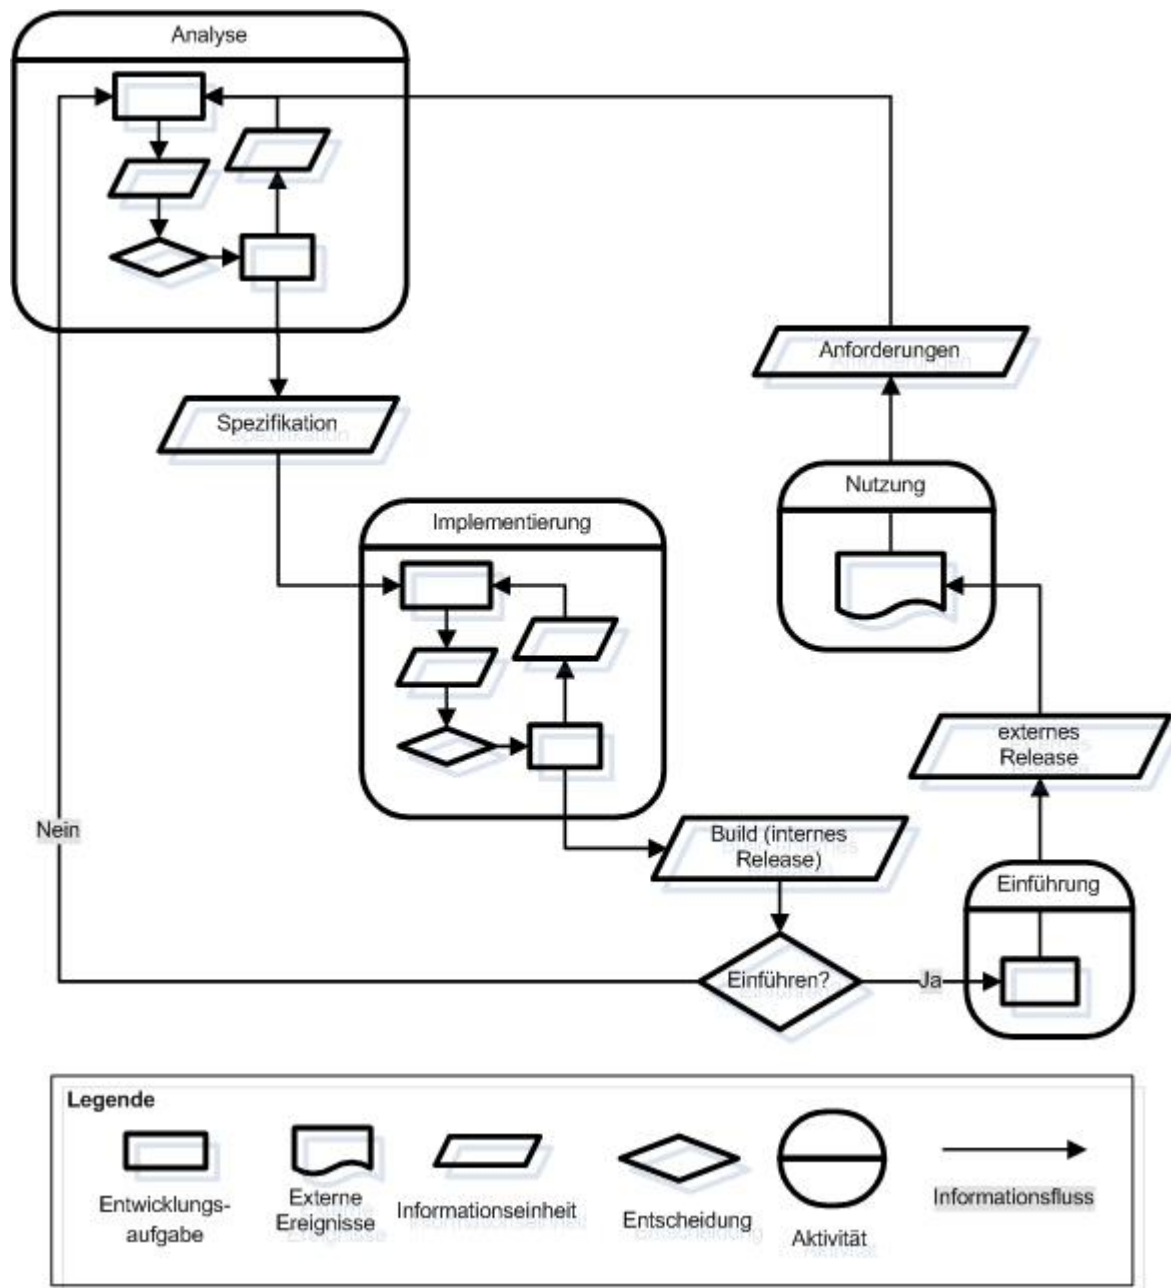 Analyse
Anforderungen
Spezifikation
Nutzung
Implementierung
externes
Release
Nein
Build (internes
Release)
Einführung
Einführen?
Ja
Legende
Entwicklungs-
aufgabe
Externe
Ereignisse
Informationseinheit
Entscheidung
Aktivität
Informationsfluss